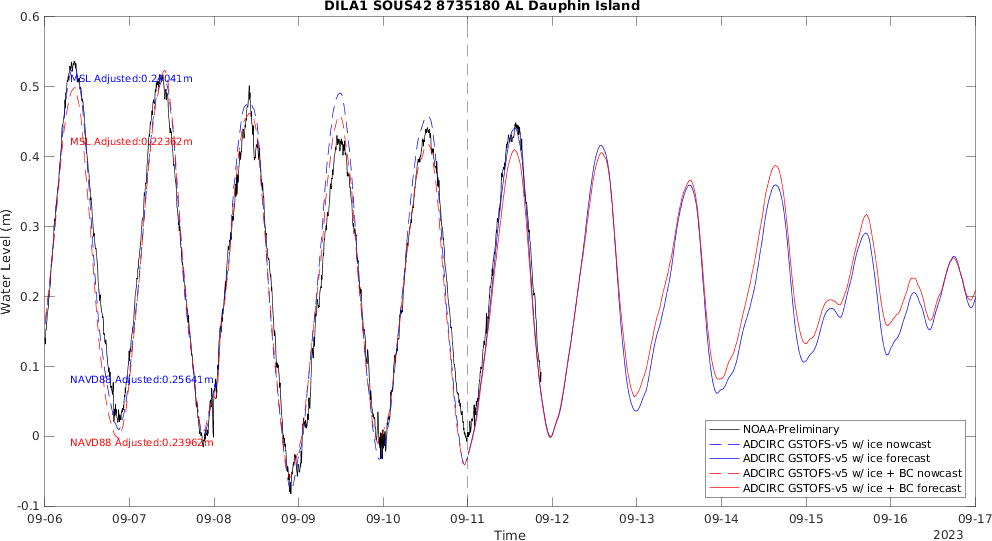 DILA1 SOUS42 8735180 AL Dauphin Island
0.6
0.5
0.4
0.3
0.2
0.1
0
-0.1
Water Level (m)
MSL Adjusted:0.24041m
MSL Adjusted:0.22362m
NAVD88 Adjusted:0.25641m
NAVD88 Adjusted:0.23962m
NOAA-Preliminary
ADCIRC GSTOFS-v5 w/ ice nowcast
ADCIRC GSTOFS-v5 w/ ice forecast
ADCIRC GSTOFS-v5 w/ ice + BC nowcast
ADCIRC GSTOFS-v5 w/ ice + BC forecast
09-06 09-07 09-08 09-09 09-10 09-11 09-12 09-13 09-14 09-15 09-16 09-17
Time
2023